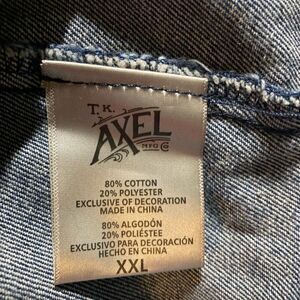 T.K.
AXEL
MFG Co
80% COTTON
20% POLYESTER
EXCLUSIVE OF DECORATION
MADE IN CHINA
80% ALGODÓN
20% POLIÉSTEE
EXCLUSIVO PARA DECORACIÓN
HECHO EN CHINA
XXL